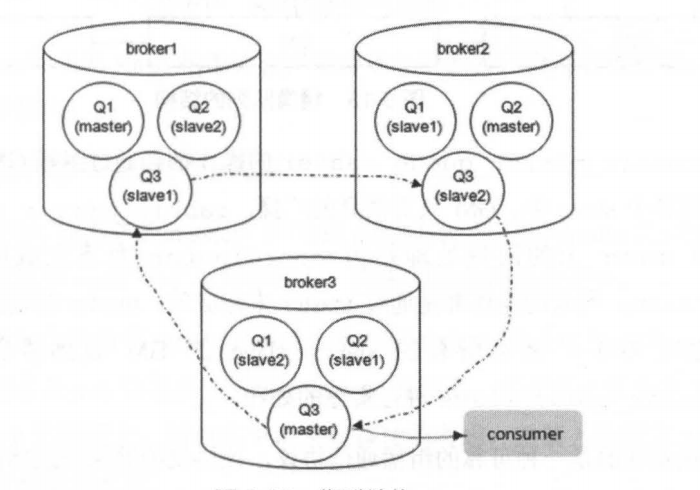 broker1
Q1
(master)
Q2
(slave2)
Q3
(slave1)
broker2
Q1
(slave1)
Q2
(master)
Q3
(slave2)
broker3
Q1
(slave2)
Q2
(slave1)
Q3
(master)
consumer